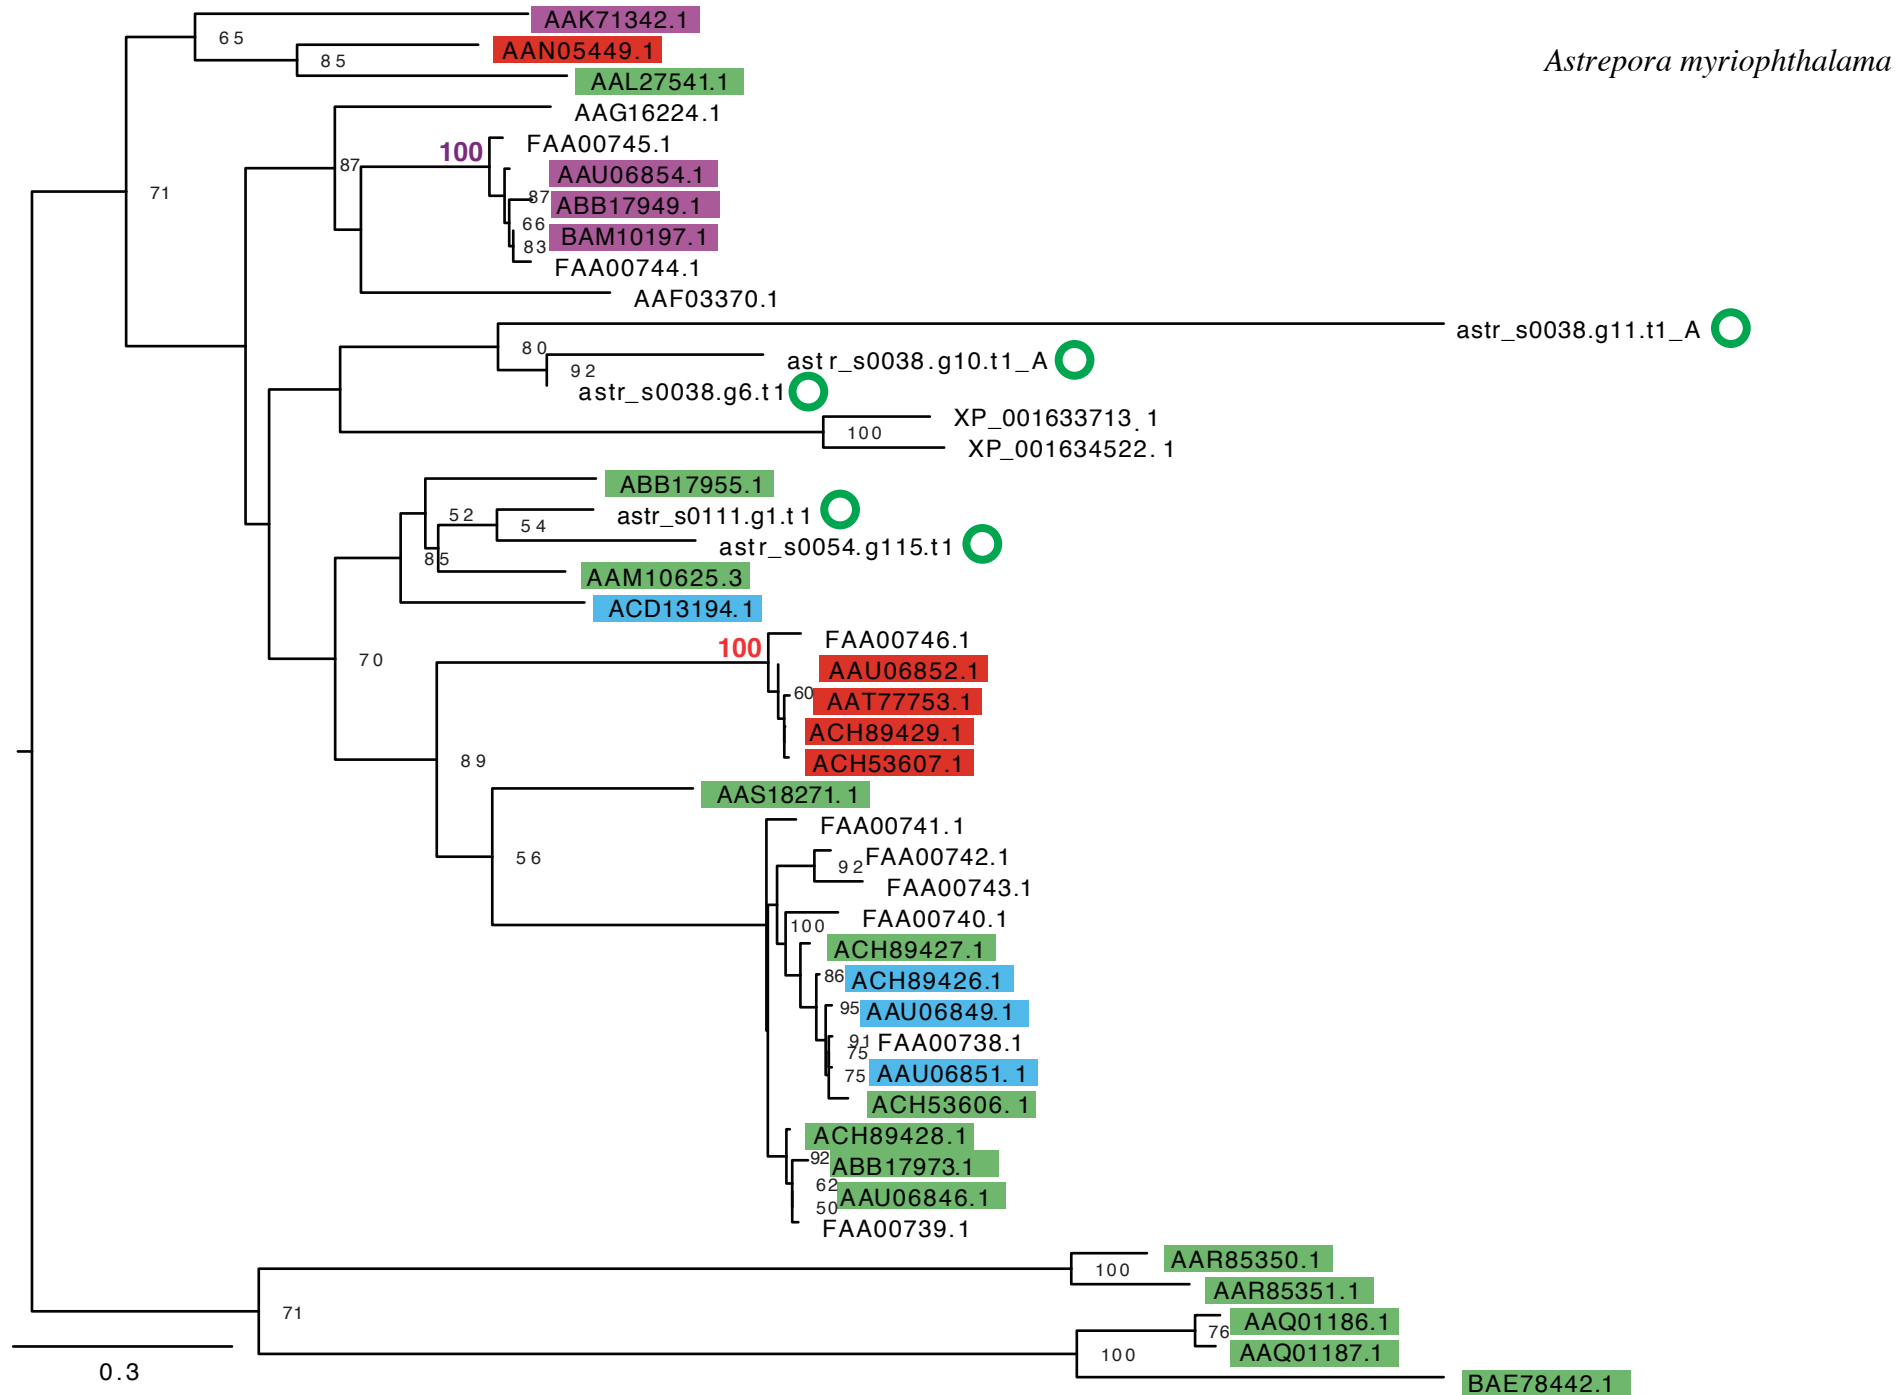 AAK71342.1
65
AAN05449.1
Astrepora myriophthalama
85
AAL27541.1
AAG16224.1
FAA00745.1
100
87
AAU06854.1
71
87
ABB17949.1
66
BAM10197.1
83
FAA00744.1
AAF03370.1
astr_s0038.g11.t1_A
80
astr_s0038.g10.t1_A
92
astr_s0038.g6.t1
XP_001633713.1
100
XP_001634522.1
ABB17955.1
52
astr_s0111.g1.t1
54
astr_s0054.g115.t1
85
AAM10625.3
ACD13194.1
FAA00746.1
100
70
AAU06852.1
60
AAT77753.1
ACH89429.1
89
ACH53607.1
AAS18271.1
FAA00741.1
56
FAA00742.1
92
FAA00743.1
FAA00740.1
100
ACH89427.1
86
ACH89426.1
95
AAU06849.1
91
FAA00738.1
75
75
AAU06851.1
ACH53606.1
ACH89428.1
92
ABB17973.1
62
AAU06846.1
50
FAA00739.1
AAR85350.1
100
AAR85351.1
71
AAQ01186.1
76
AAQ01187.1
100
0.3
BAE78442.1